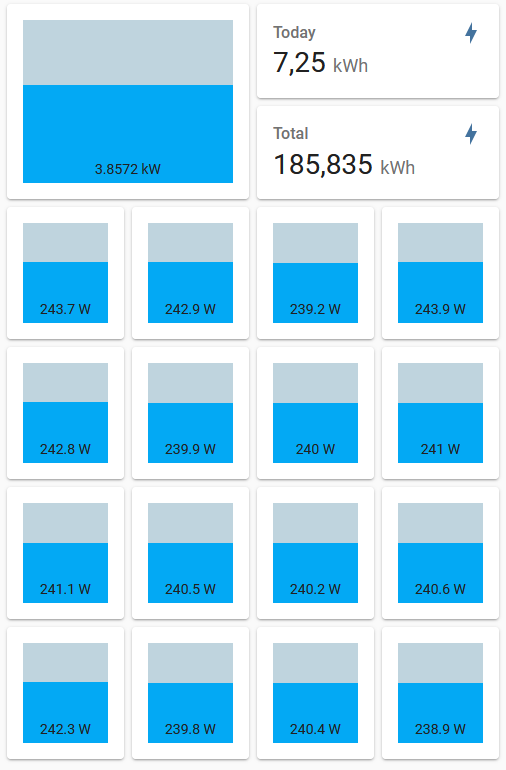 Today
7,25 kWh
3.8572 kW
Total
185,835 kWh
243.7 W
242.9 W
239.2 W
243.9 W
242.8 W
239.9 W
240 W
241 W
241.1 W
240.5 W
240.2 W
240.6 W
242.3 W
239.8 W
240.4 W
238.9 W